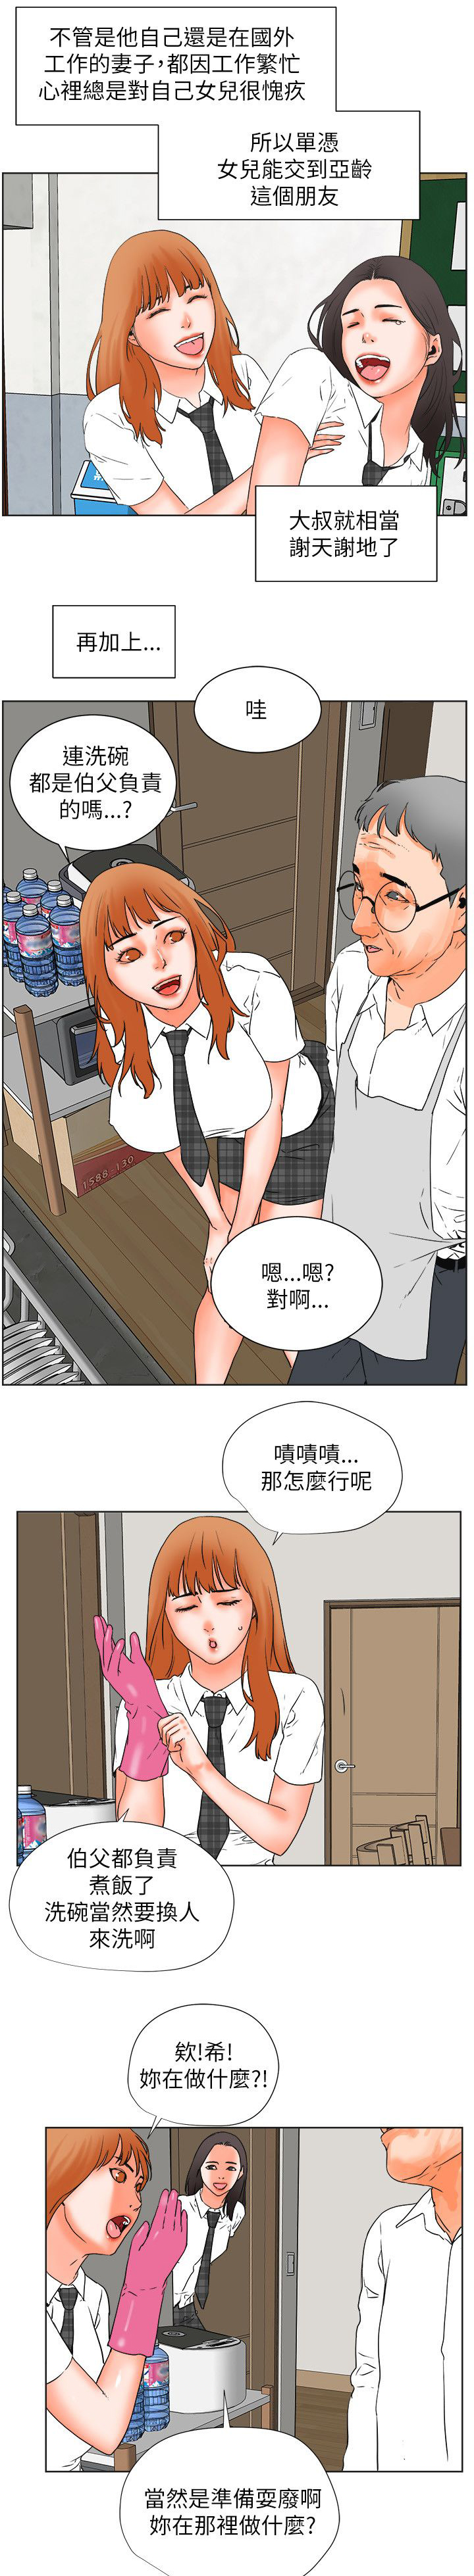 不管是他自己還是在國外
工作的妻子，都因工作繁忙
心裡總是對自己女兒很愧疚
所以單憑
女兒能交到亞齡
這個朋友
大叔就相當
謝天謝地了
再加上...
哇
連洗碗
都是伯父負責
的嗎...?
1588 130
嗯...嗯?
對啊...
嘖嘖嘖...
那怎麼行呢
伯父都負責
煮飯了
洗碗當然要換人
來洗啊
欸!希!
妳在做什麼?!
當然是準備耍廢啊
妳在那裡做什麼?